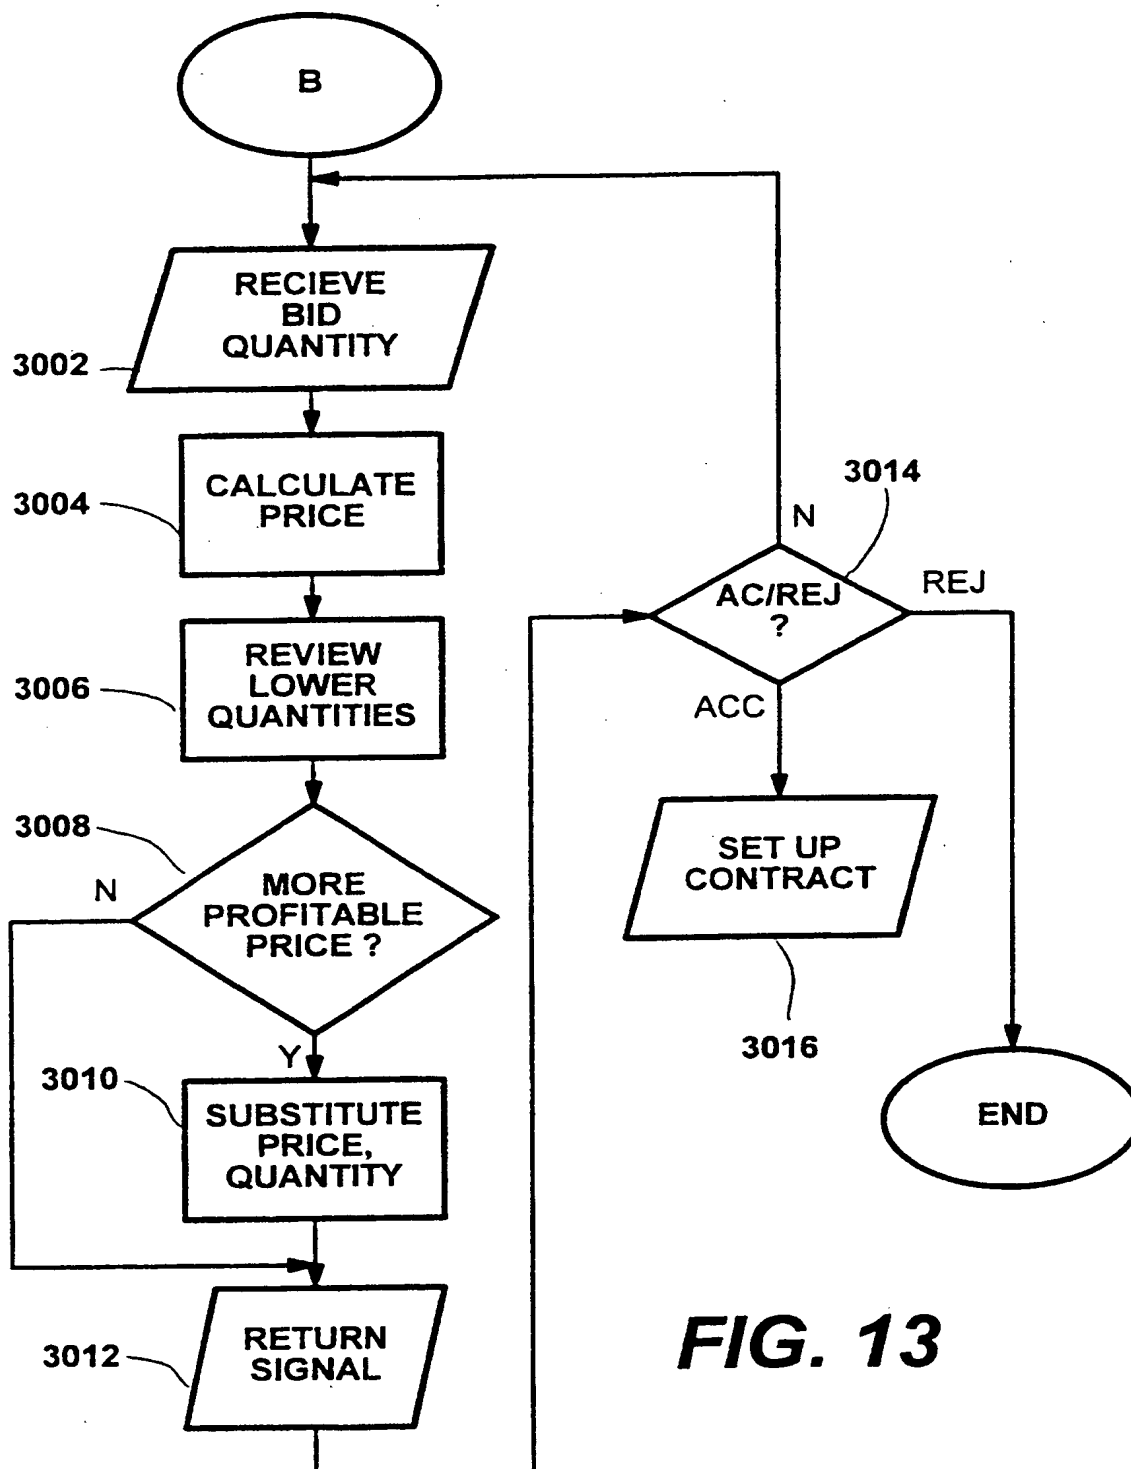 B
RECIEVE
BID
QUANTITY
3002
CALCULATE
PRICE
3004
REVIEW
LOWER
QUANTITIES
3006
3008
N
MORE
PROFITABLE
PRICE ?
Y
3010
SUBSTITUTE
PRICE,
QUANTITY
3012
RETURN
SIGNAL
3014
N
AC/REJ
?
REJ
ACC
SET UP
CONTRACT
3016
END
FIG. 13